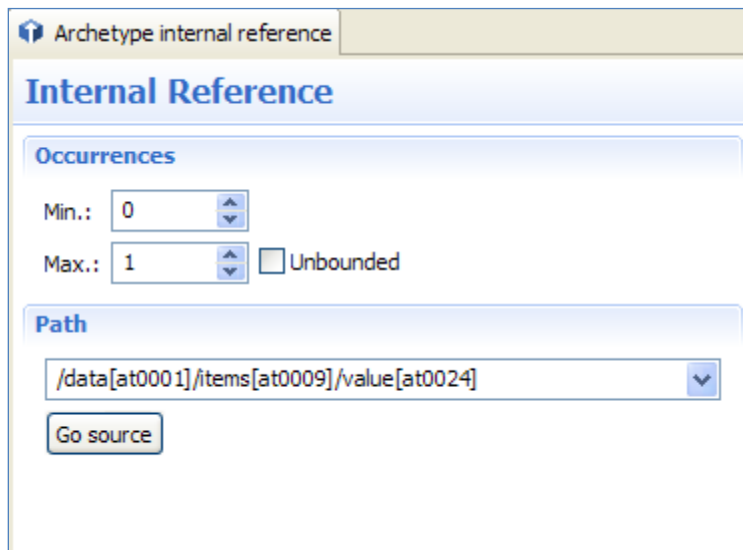 Archetype internal reference
Internal Reference
Occurrences
Min.: 0
Max.: 1 Unbounded
Path
/data[at0001]/items[at0009]/value[at0024]
Go source